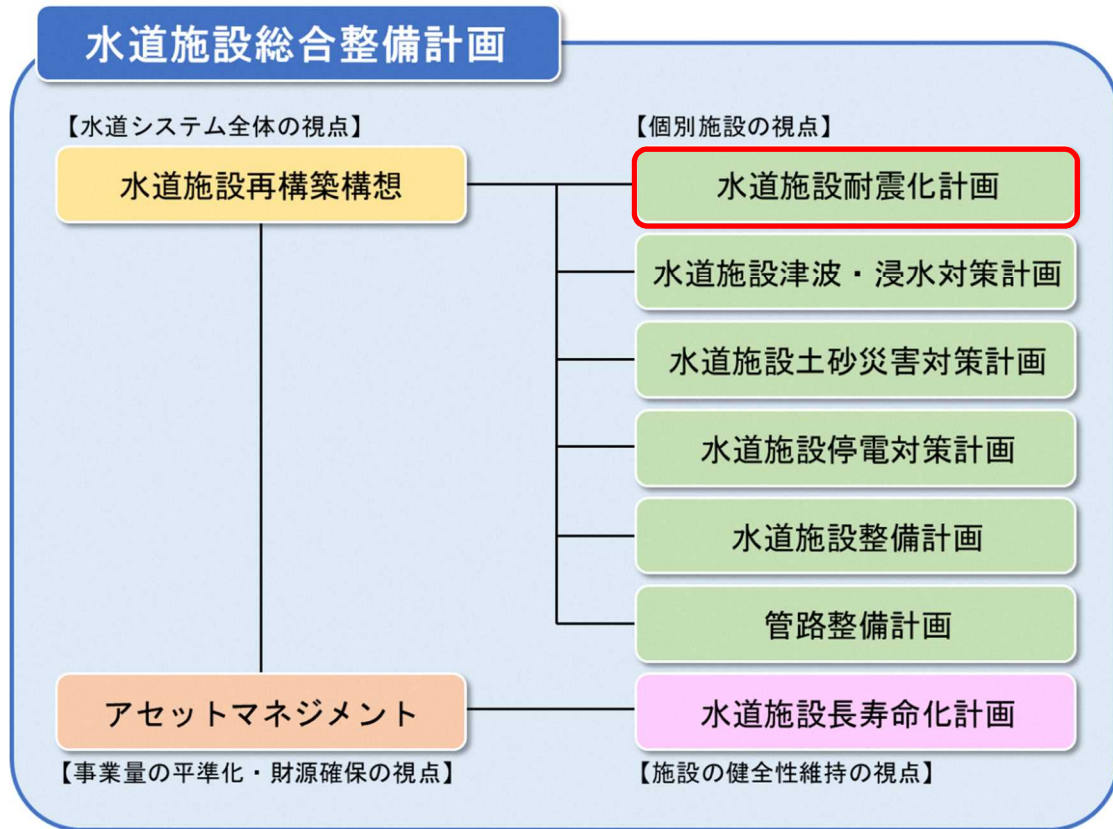 水道施設総合整備計画
【水道システム全体の視点】
水道施設再構築構想
【個別施設の視点】
水道施設耐震化計画
水道施設津波・浸水対策計画
水道施設土砂災害対策計画
水道施設停電対策計画
水道施設整備計画
管路整備計画
アセットマネジメント
【事業量の平準化・財源確保の視点】
水道施設長寿命化計画
【施設の健全性維持の視点】